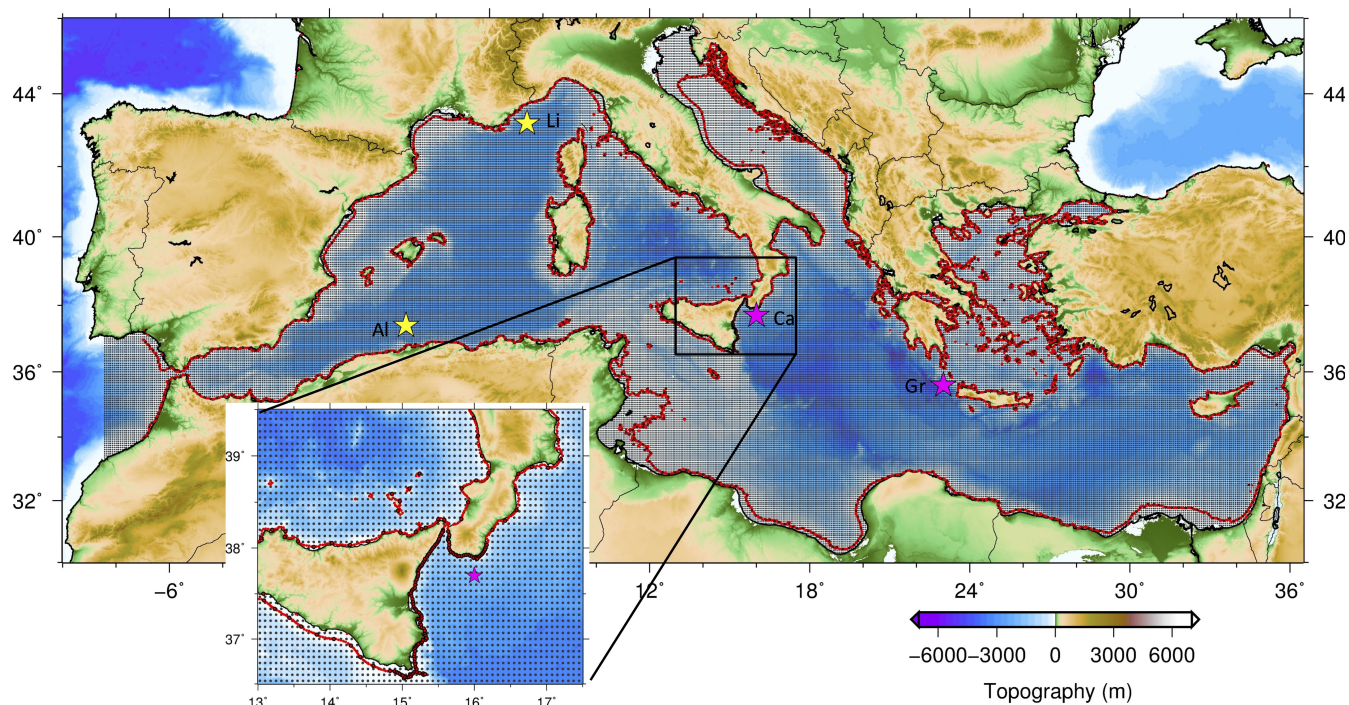 44˚ 44˚
Li
40˚ 40˚
Al
Ca
36˚ Gr 36˚
32˚ 32˚
−6˚ 12˚ 18˚ 24˚ 30˚ 36˚
39˚
38˚
37˚
13˚ 14˚ 15˚ 16˚ 17˚
−6000 −3000 0 3000 6000
Topography (m)